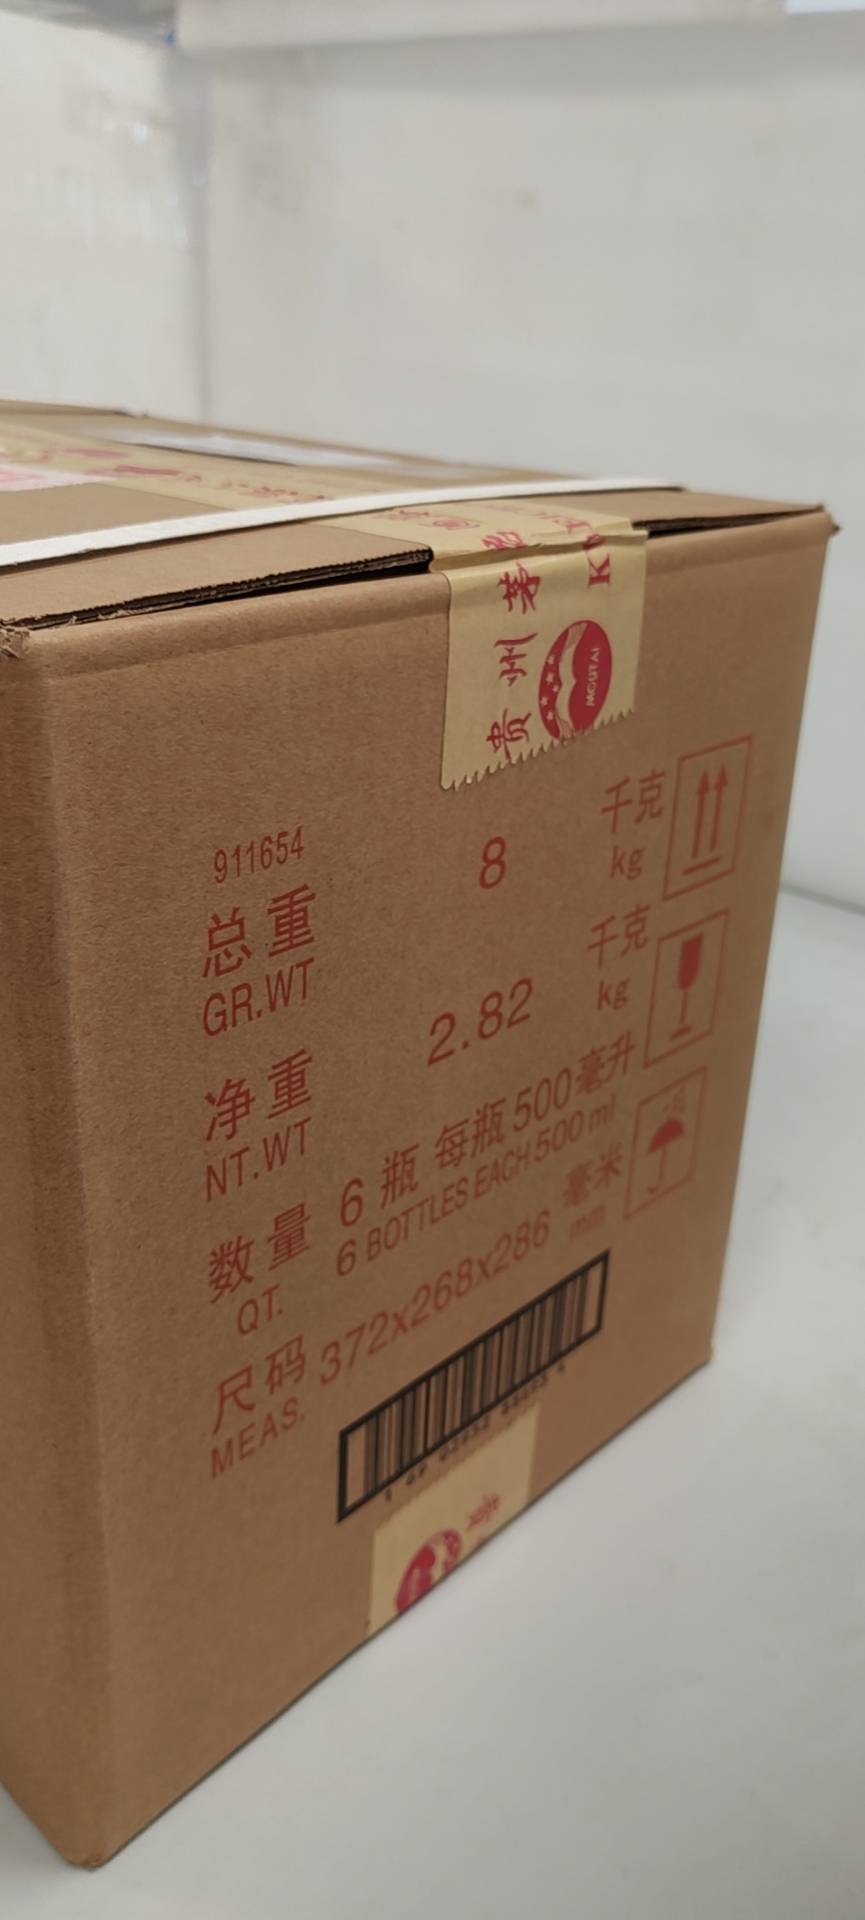 贵州茅
KW
MOUTAI
911654
总重 8 千克
GR.WT kg
净重 2.82 千克
NT.WT kg
数量 6瓶 每瓶500毫升
QT. 6 BOTTLES EACH 500ml
尺码 372x268x286 毫米
MEAS. mm